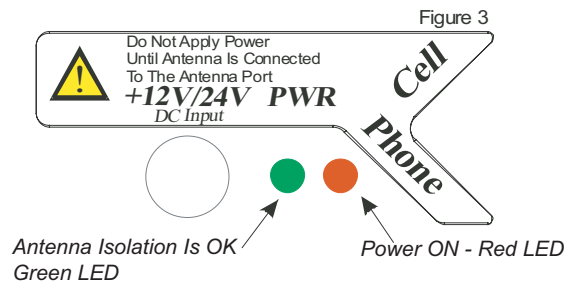 Figure 3
Do Not Apply Power
Until Antenna Is Connected
To The Antenna Port
+12V/24V PWR
DC Input
Cell
Phone
Antenna Isolation Is OK
Green LED
Power ON - Red LED